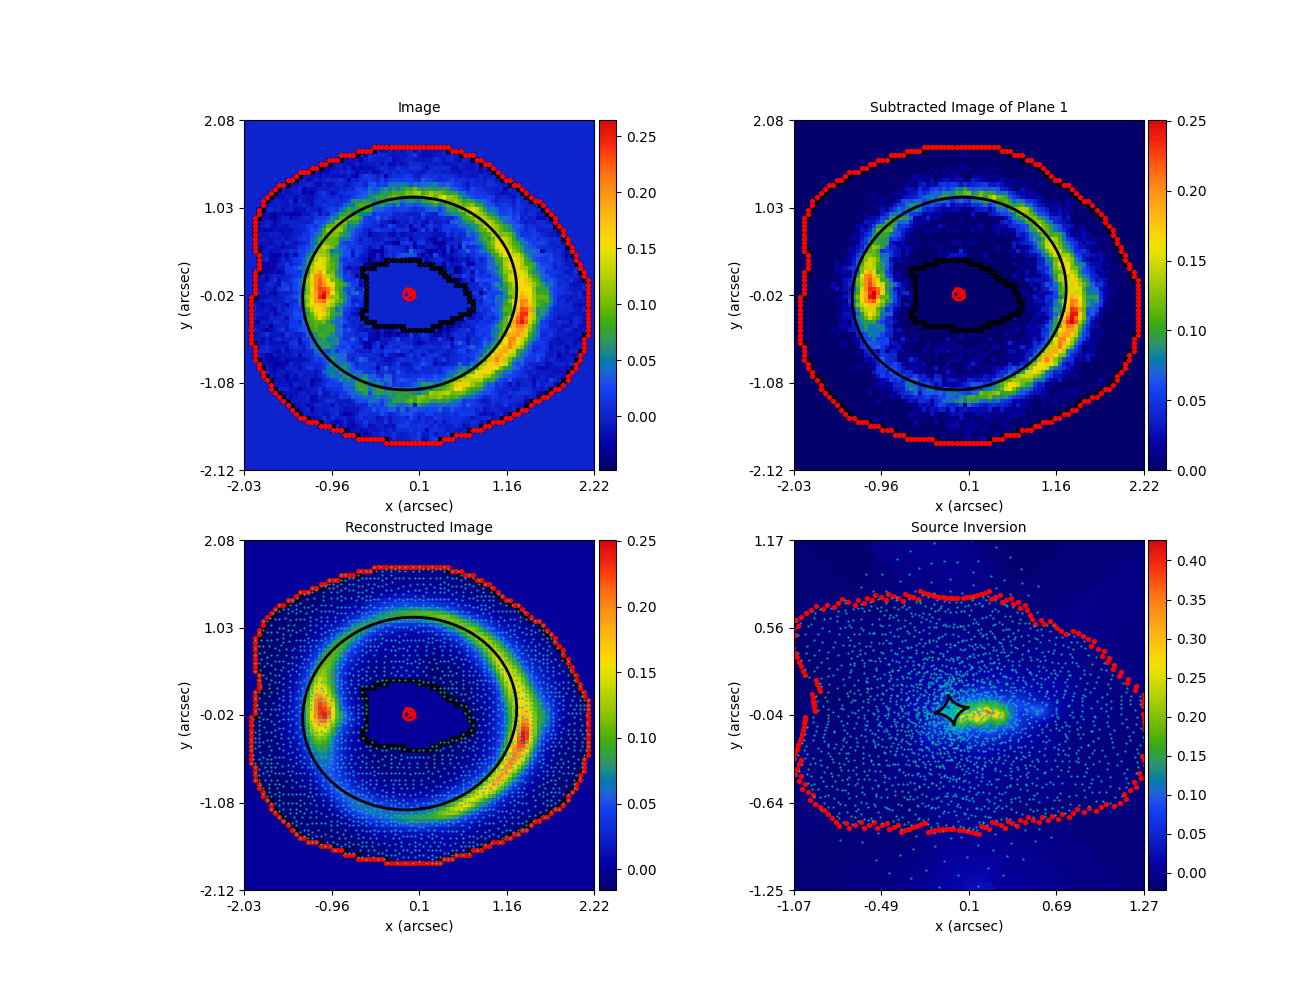 Image
2.08
1.03
-0.02
-1.08
-2.12
y (arcsec)
-2.03 -0.96 0.1 1.16 2.22
x (arcsec)
0.25
0.20
0.15
0.10
0.05
0.00
Subtracted Image of Plane 1
2.08
1.03
-0.02
-1.08
-2.12
y (arcsec)
-2.03 -0.96 0.1 1.16 2.22
x (arcsec)
0.25
0.20
0.15
0.10
0.05
0.00
Reconstructed Image
2.08
1.03
-0.02
-1.08
-2.12
y (arcsec)
-2.03 -0.96 0.1 1.16 2.22
x (arcsec)
0.25
0.20
0.15
0.10
0.05
0.00
Source Inversion
1.17
0.56
-0.04
-0.64
-1.25
y (arcsec)
-1.07 -0.49 0.1 0.69 1.27
x (arcsec)
0.40
0.35
0.30
0.25
0.20
0.15
0.10
0.05
0.00